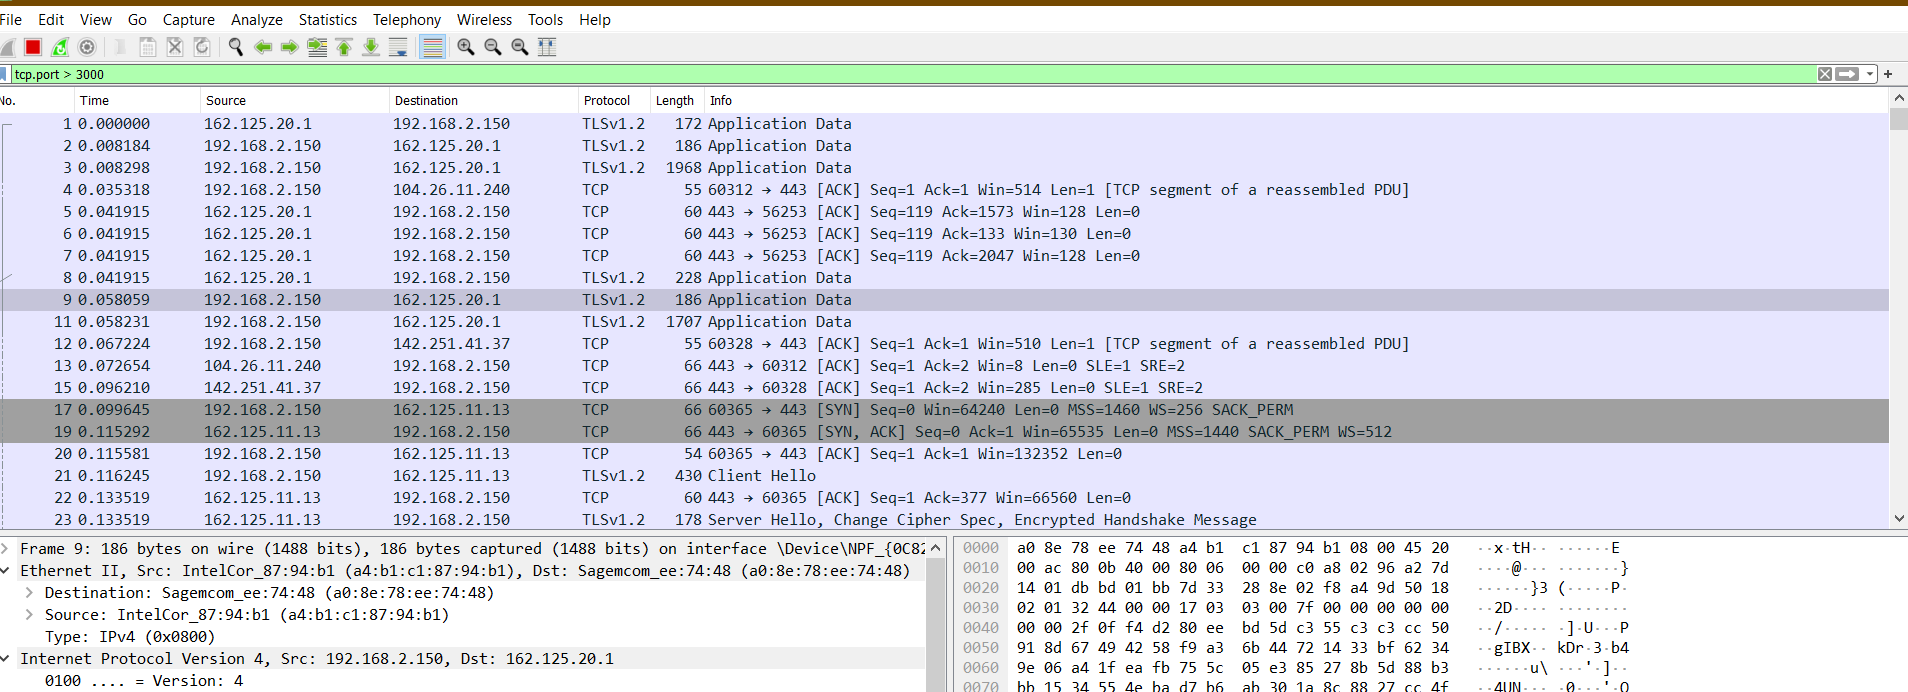 File Edit View Go Capture Analyze Statistics Telephony Wireless Tools Help
tcp.port > 3000
No. Time Source Destination Protocol Length Info
1 0.000000 162.125.20.1 192.168.2.150 TLSv1.2 172 Application Data
2 0.008184 192.168.2.150 162.125.20.1 TLSv1.2 186 Application Data
3 0.008298 192.168.2.150 162.125.20.1 TLSv1.2 1968 Application Data
4 0.035318 192.168.2.150 104.26.11.240 TCP 55 60312 → 443 [ACK] Seq=1 Ack=1 Win=514 Len=1 [TCP segment of a reassembled PDU]
5 0.041915 162.125.20.1 192.168.2.150 TCP 60 443 → 56253 [ACK] Seq=119 Ack=1573 Win=128 Len=0
6 0.041915 162.125.20.1 192.168.2.150 TCP 60 443 → 56253 [ACK] Seq=119 Ack=133 Win=130 Len=0
7 0.041915 162.125.20.1 192.168.2.150 TCP 60 443 → 56253 [ACK] Seq=119 Ack=2047 Win=128 Len=0
8 0.041915 162.125.20.1 192.168.2.150 TLSv1.2 228 Application Data
9 0.058059 192.168.2.150 162.125.20.1 TLSv1.2 186 Application Data
11 0.058231 192.168.2.150 162.125.20.1 TLSv1.2 1707 Application Data
12 0.067224 192.168.2.150 142.251.41.37 TCP 55 60328 → 443 [ACK] Seq=1 Ack=1 Win=510 Len=1 [TCP segment of a reassembled PDU]
13 0.072654 104.26.11.240 192.168.2.150 TCP 66 443 → 60312 [ACK] Seq=1 Ack=2 Win=8 Len=0 SLE=1 SRE=2
15 0.096210 142.251.41.37 192.168.2.150 TCP 66 443 → 60328 [ACK] Seq=1 Ack=2 Win=285 Len=0 SLE=1 SRE=2
17 0.099645 192.168.2.150 162.125.11.13 TCP 66 60365 → 443 [SYN] Seq=0 Win=64240 Len=0 MSS=1460 WS=256 SACK_PERM
19 0.115292 162.125.11.13 192.168.2.150 TCP 66 443 → 60365 [SYN, ACK] Seq=0 Ack=1 Win=65535 Len=0 MSS=1440 SACK_PERM WS=512
20 0.115581 192.168.2.150 162.125.11.13 TCP 54 60365 → 443 [ACK] Seq=1 Ack=1 Win=132352 Len=0
21 0.116245 192.168.2.150 162.125.11.13 TLSv1.2 430 Client Hello
22 0.133519 162.125.11.13 192.168.2.150 TCP 60 443 → 60365 [ACK] Seq=1 Ack=377 Win=66560 Len=0
23 0.133519 162.125.11.13 192.168.2.150 TLSv1.2 178 Server Hello, Change Cipher Spec, Encrypted Handshake Message
Frame 9: 186 bytes on wire (1488 bits), 186 bytes captured (1488 bits) on interface \Device\NPF_{0C82
Ethernet II, Src: IntelCor_87:94:b1 (a4:b1:c1:87:94:b1), Dst: Sagemcom_ee:74:48 (a0:8e:78:ee:74:48)
Destination: Sagemcom_ee:74:48 (a0:8e:78:ee:74:48)
Source: IntelCor_87:94:b1 (a4:b1:c1:87:94:b1)
Type: IPv4 (0x0800)
Internet Protocol Version 4, Src: 192.168.2.150, Dst: 162.125.20.1
0100 .... = Version: 4
0000 a0 8e 78 ee 74 48 a4 b1 c1 87 94 b1 08 00 45 20 ··x·tH·· ······E
0010 00 ac 80 0b 40 00 80 06 00 00 c0 a8 02 96 a2 7d ····@··· ·······}
0020 14 01 db bd 01 bb 7d 33 28 8e 02 f8 a4 9d 50 18 ······}3 (·····P·
0030 02 01 32 44 00 00 17 03 03 00 7f 00 00 00 00 00 ··2D···· ········
0040 00 00 2f 0f f4 d2 80 ee bd 5d c3 55 c3 c3 cc 50 ··/····· ·]·U···P
0050 91 8d 67 49 42 58 f9 a3 6b 44 72 14 33 bf 62 34 ··gIBX·· kDr·3·b4
0060 9e 06 a4 1f ea fb 75 5c 05 e3 85 27 8b 5d 88 b3 ······u\ ···'·]··
0070 bb 15 34 55 4e ba d7 b6 ab 30 1a 8c 88 27 cc 4f ··4UN··· ·0···'·O